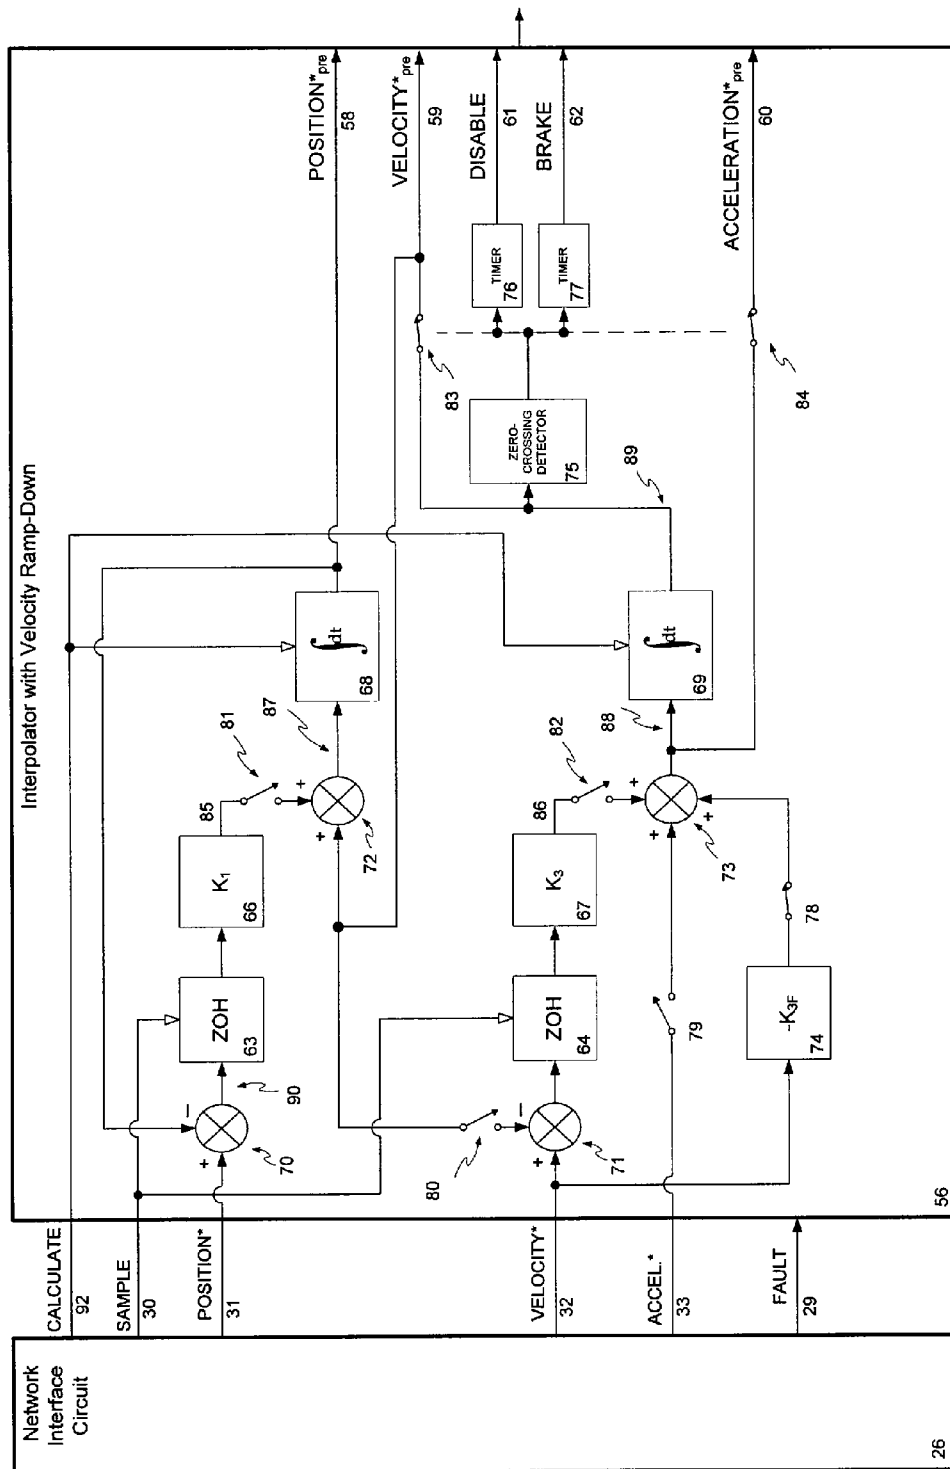 Network
Interface
Circuit
26
CALCULATE
92
SAMPLE
30
POSITION*
31
VELOCITY*
32
ACCEL.*
33
FAULT
29
Interpolator with Velocity Ramp-Down
56
70
90
ZOH
63
K1
66
85
81
87
72
∫dt
68
80
71
ZOH
64
K3
67
86
82
88
73
∫dt
69
89
79
-K3F
74
78
ZERO-
CROSSING
DETECTOR
75
83
84
TIMER
76
TIMER
77
POSITION*pre
58
VELOCITY*pre
59
DISABLE
61
BRAKE
62
ACCELERATION*pre
60
+
−
+
+
+
−
+
+
+